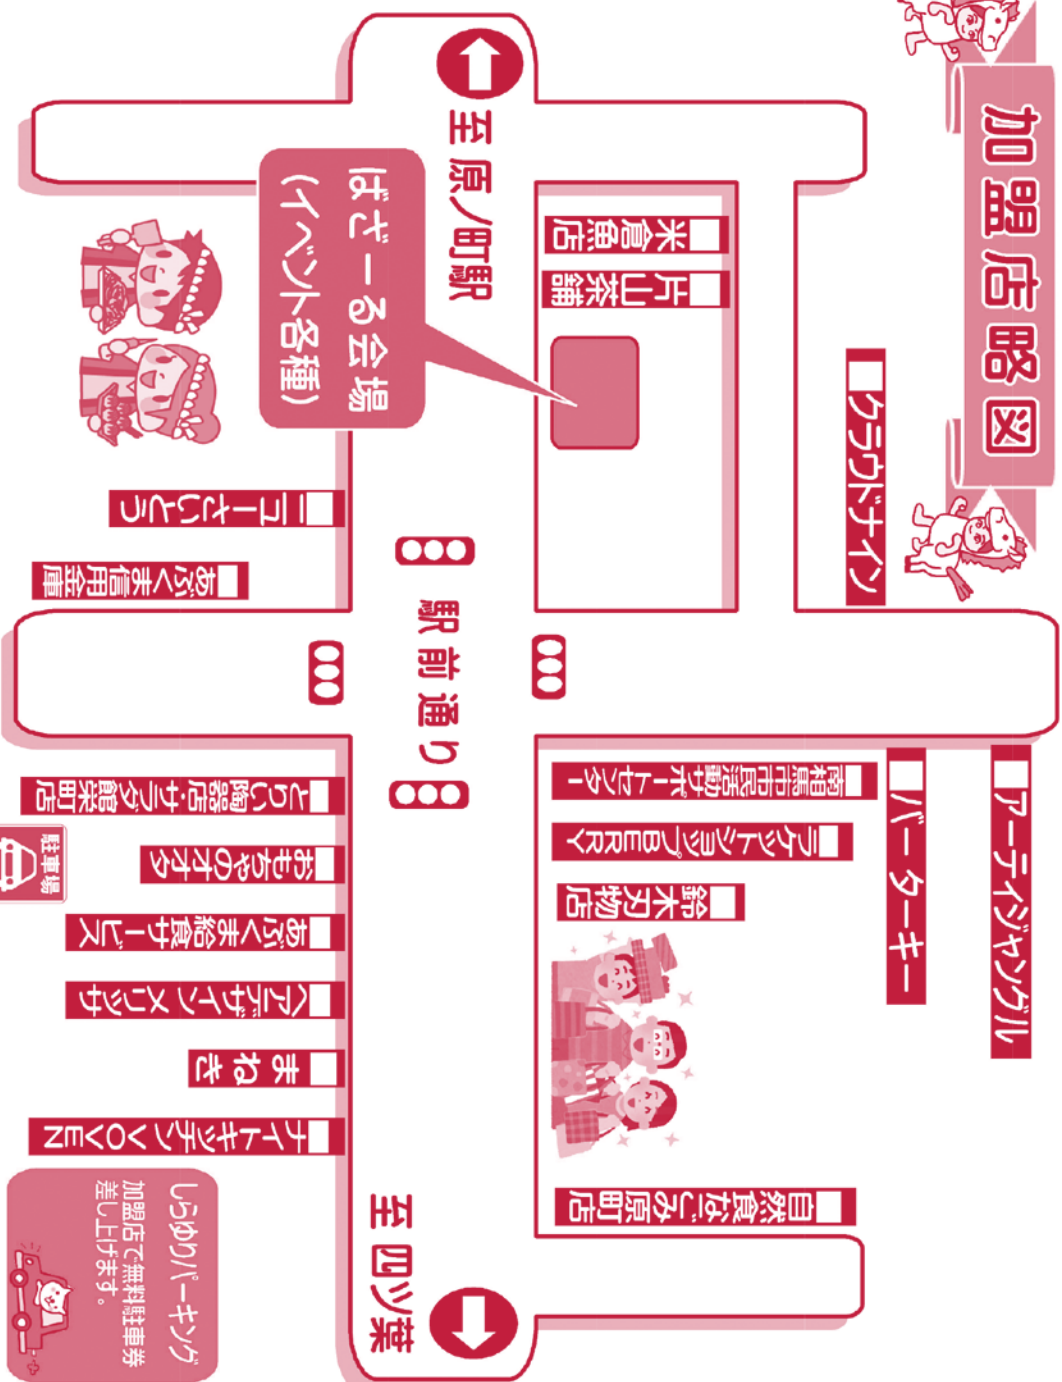 加盟店略図
至 原ノ町駅
ばざーる会場
(イベント各種)
米倉魚店
片山茶舗
クラウドナイン
ニューさいとう
あぶくま信用金庫
駅前通り
アーティジャングル
バーターキー
南相馬市市民活動サポートセンター
ラケットショップBERRY
鈴木刃物店
自然食なごみ原町店
とりい陶器店・サラダ館栄町店
駐車場
おもちゃのオオタ
あぶくま給食サービス
ヘアデザイン メリッサ
まねき
ナイトキッチンVOVEN
至 四ツ葉
しらゆりパーキング
加盟店で無料駐車券
差し上げます。